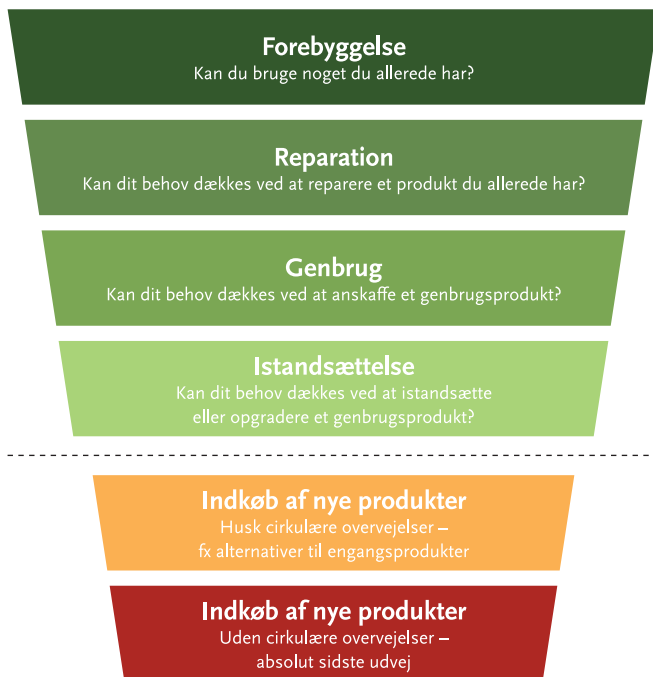 Forebyggelse
Kan du bruge noget du allerede har?
Reparation
Kan dit behov dækkes ved at reparere et produkt du allerede har?
Genbrug
Kan dit behov dækkes ved at anskaffe et genbrugsprodukt?
Istandsættelse
Kan dit behov dækkes ved at istandsætte
eller opgradere et genbrugsprodukt?
Indkøb af nye produkter
Husk cirkulære overvejelser –
fx alternativer til engangsprodukter
Indkøb af nye produkter
Uden cirkulære overvejelser –
absolut sidste udvej